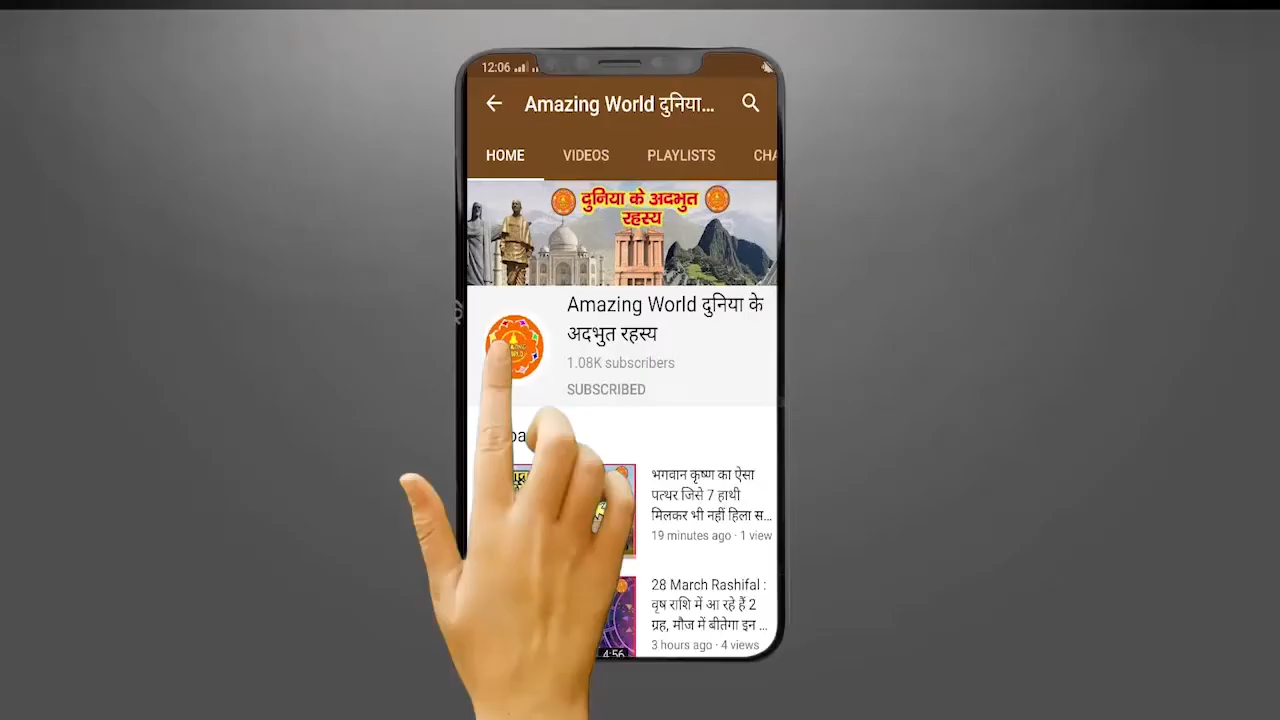 12:06
Amazing World दुनिया...
HOME VIDEOS PLAYLISTS CHA
दुनिया के अदभुत
रहस्य
Amazing World दुनिया के
अदभुत रहस्य
1.08K subscribers
SUBSCRIBED
भगवान कृष्ण का ऐसा
पत्थर जिसे 7 हाथी
मिलकर भी नहीं हिला स...
19 minutes ago · 1 view
28 March Rashifal :
वृष राशि में आ रहे हैं 2
ग्रह, मौज में बीतेगा इन ...
3 hours ago · 4 views
4:56